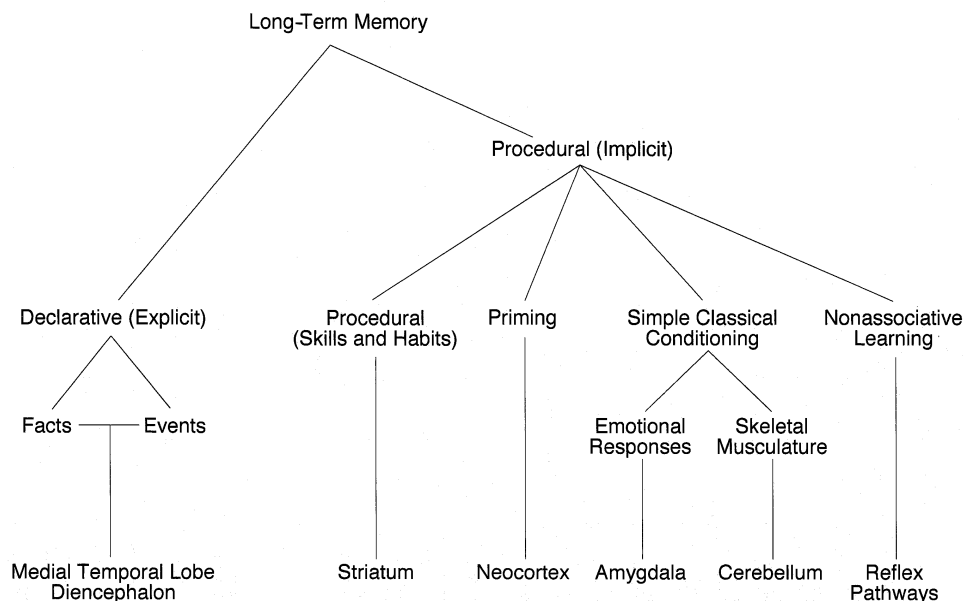 Long-Term Memory
Procedural (Implicit)
Declarative (Explicit)
Procedural
(Skills and Habits)
Priming
Simple Classical
Conditioning
Nonassociative
Learning
Facts
Events
Emotional
Responses
Skeletal
Musculature
Medial Temporal Lobe
Diencephalon
Striatum
Neocortex
Amygdala
Cerebellum
Reflex
Pathways